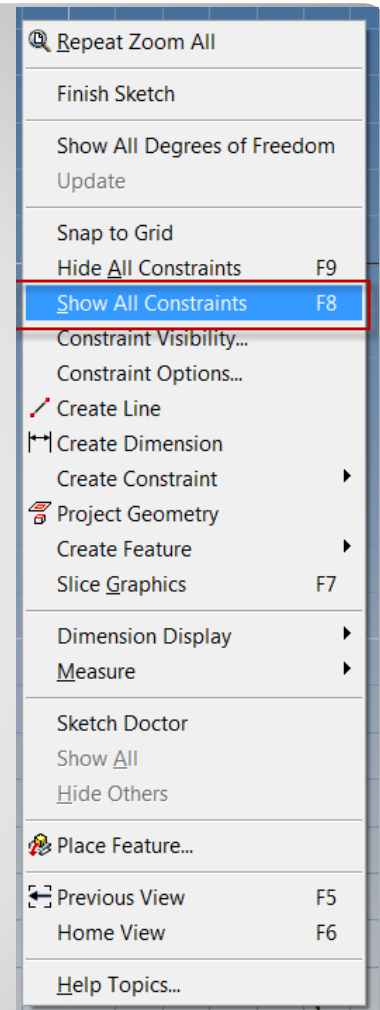 Repeat Zoom All
Finish Sketch
Show All Degrees of Freedom
Update
Snap to Grid
Hide All Constraints F9
Show All Constraints F8
Constraint Visibility...
Constraint Options...
Create Line
Create Dimension
Create Constraint
Project Geometry
Create Feature
Slice Graphics F7
Dimension Display
Measure
Sketch Doctor
Show All
Hide Others
Place Feature...
Previous View F5
Home View F6
Help Topics...